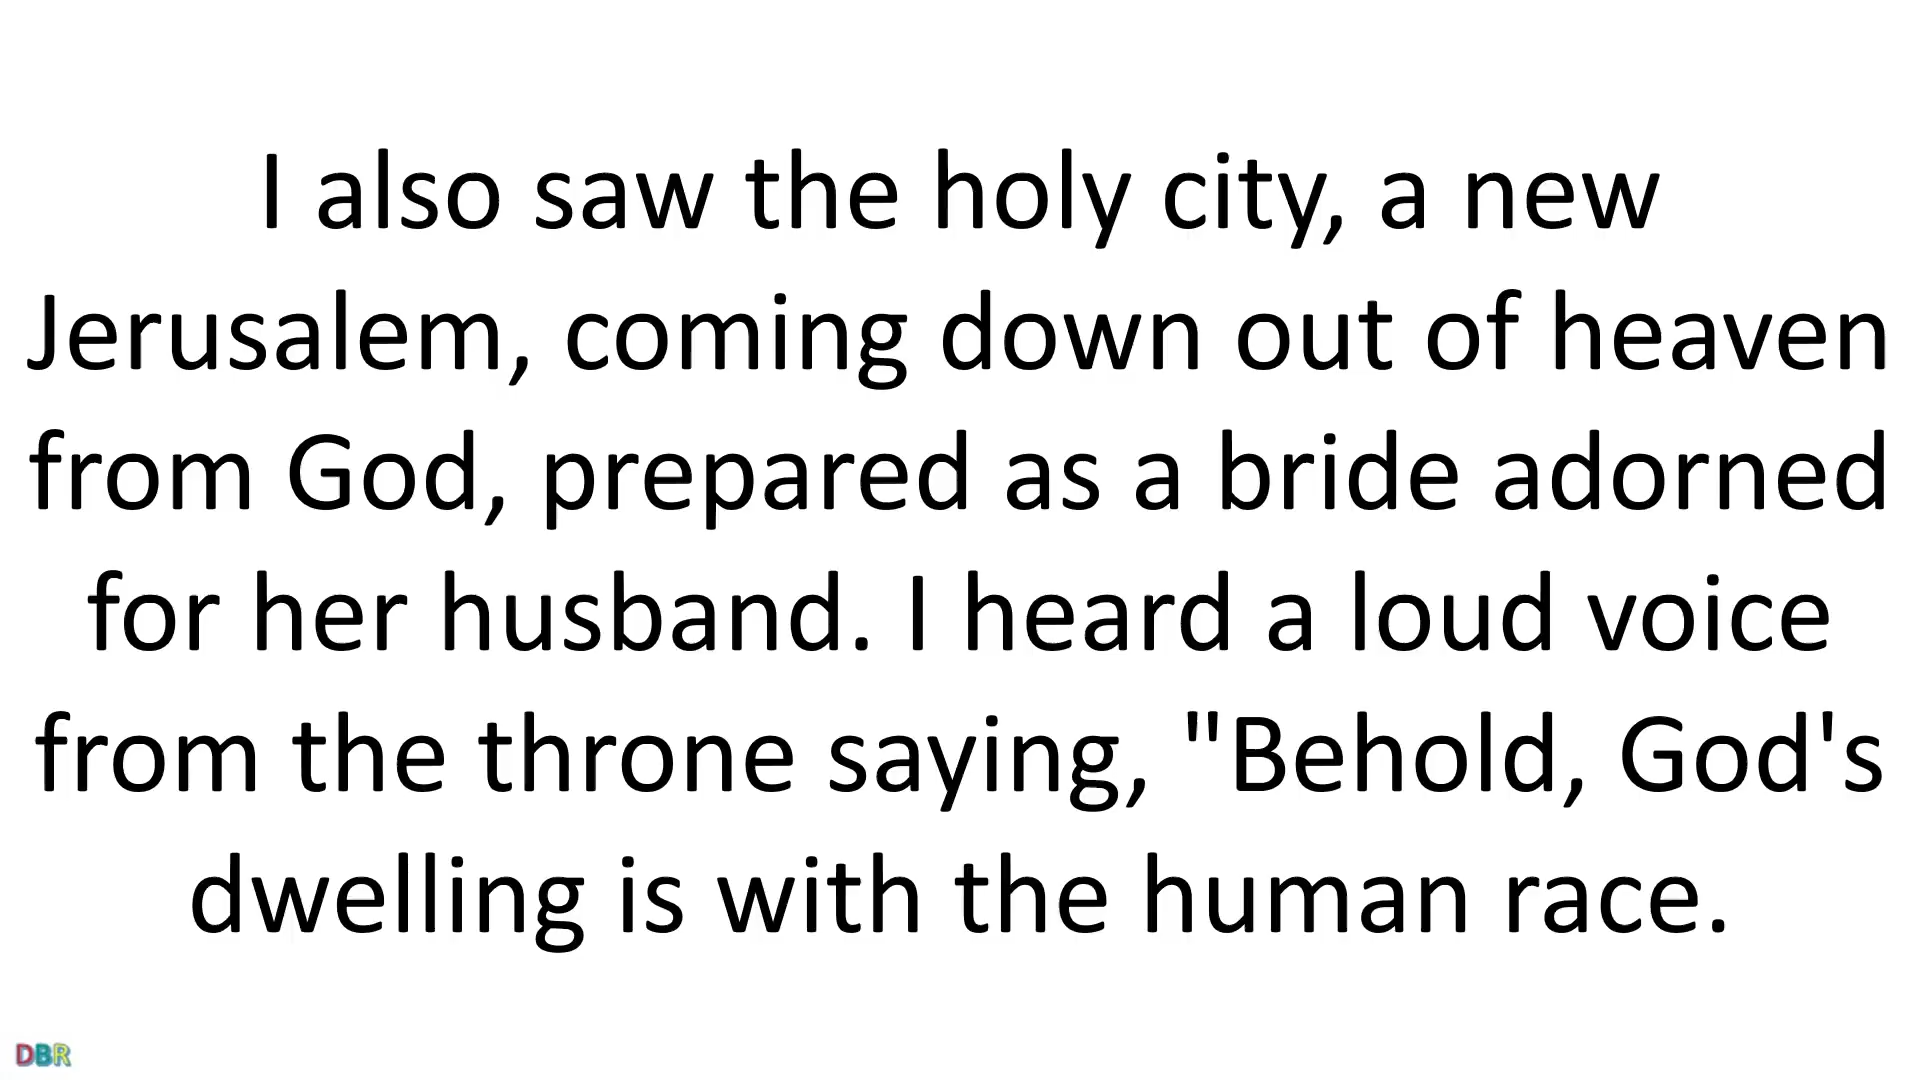 I also saw the holy city, a new
Jerusalem, coming down out of heaven
from God, prepared as a bride adorned
for her husband. I heard a loud voice
from the throne saying, "Behold, God's
dwelling is with the human race.
DBR